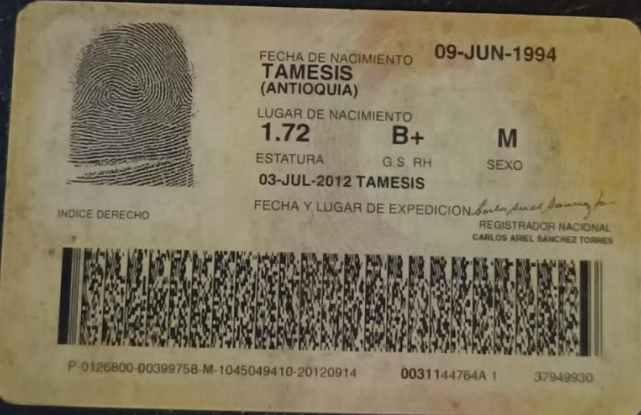 FECHA DE NACIMIENTO 09-JUN-1994
TAMESIS
(ANTIOQUIA)
LUGAR DE NACIMIENTO
1.72 B+ M
ESTATURA G.S. RH SEXO
03-JUL-2012 TAMESIS
FECHA Y LUGAR DE EXPEDICION
INDICE DERECHO
REGISTRADOR NACIONAL
CARLOS ARIEL SÁNCHEZ TORRES
P-0126800-00399758-M-1045049410-20120914 0031144764A 1 37949930